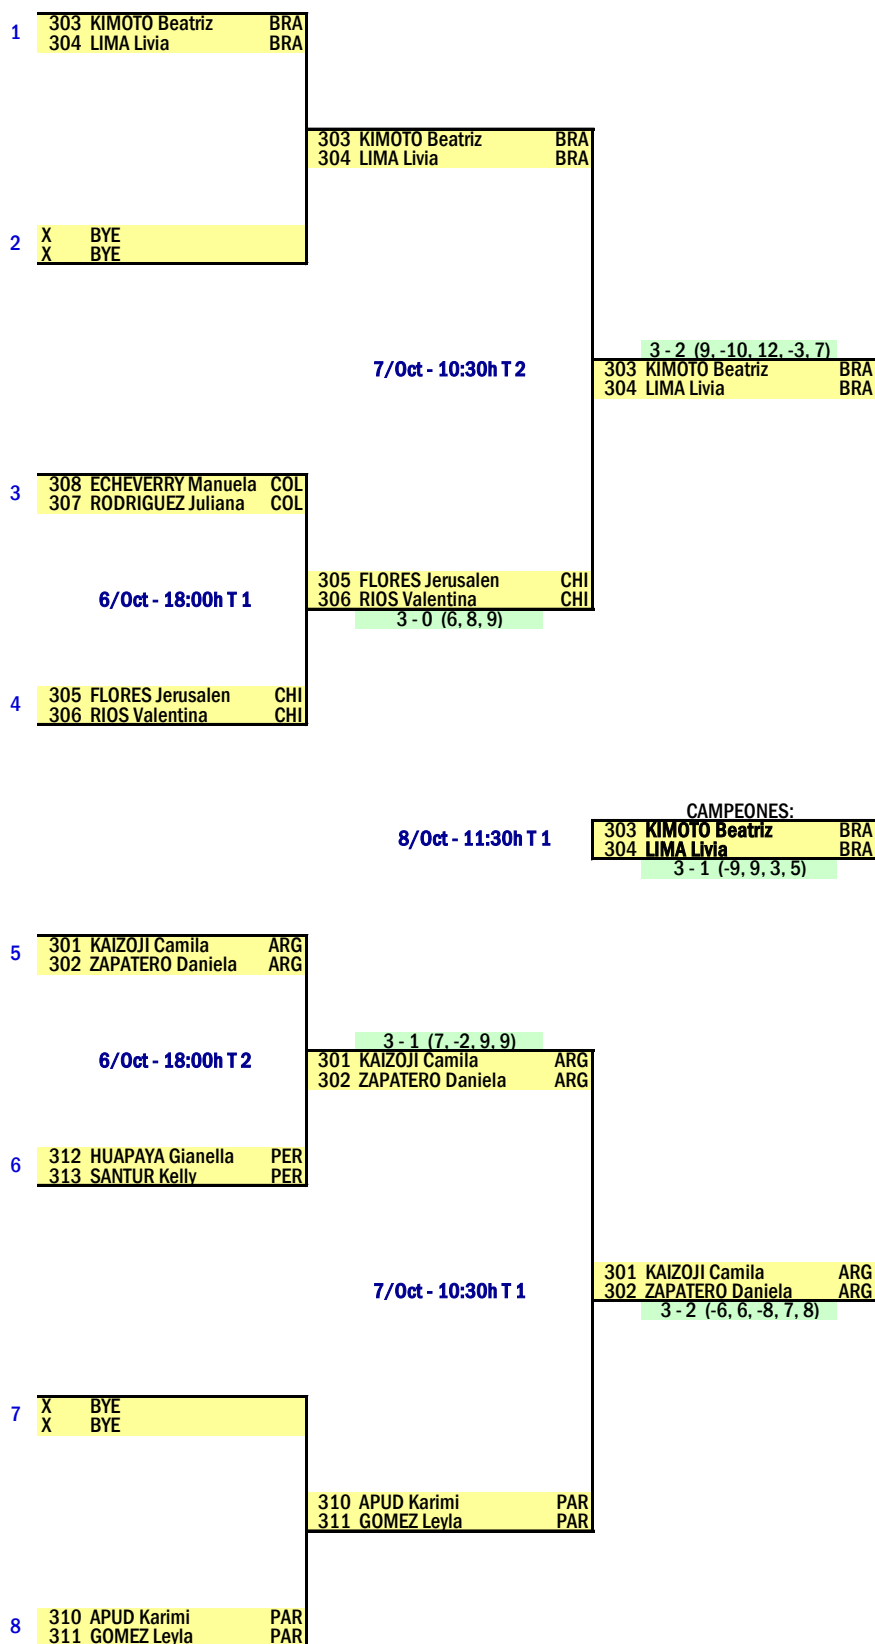 1
303 KIMOTO Beatriz BRA
304 LIMA Livia BRA
303 KIMOTO Beatriz BRA
304 LIMA Livia BRA
2
X BYE
X BYE
7/Oct - 10:30h T 2
3 - 2 (9, -10, 12, -3, 7)
303 KIMOTO Beatriz BRA
304 LIMA Livia BRA
3
308 ECHEVERRY Manuela COL
307 RODRIGUEZ Juliana COL
6/Oct - 18:00h T 1
305 FLORES Jerusalen CHI
306 RIOS Valentina CHI
3 - 0 (6, 8, 9)
4
305 FLORES Jerusalen CHI
306 RIOS Valentina CHI
8/Oct - 11:30h T 1
CAMPEONES:
303 KIMOTO Beatriz BRA
304 LIMA Livia BRA
3 - 1 (-9, 9, 3, 5)
5
301 KAIZOJI Camila ARG
302 ZAPATERO Daniela ARG
6/Oct - 18:00h T 2
3 - 1 (7, -2, 9, 9)
301 KAIZOJI Camila ARG
302 ZAPATERO Daniela ARG
6
312 HUAPAYA Gianella PER
313 SANTUR Kelly PER
7/Oct - 10:30h T 1
301 KAIZOJI Camila ARG
302 ZAPATERO Daniela ARG
3 - 2 (-6, 6, -8, 7, 8)
7
X BYE
X BYE
310 APUD Karimi PAR
311 GOMEZ Leyla PAR
8
310 APUD Karimi PAR
311 GOMEZ Leyla PAR